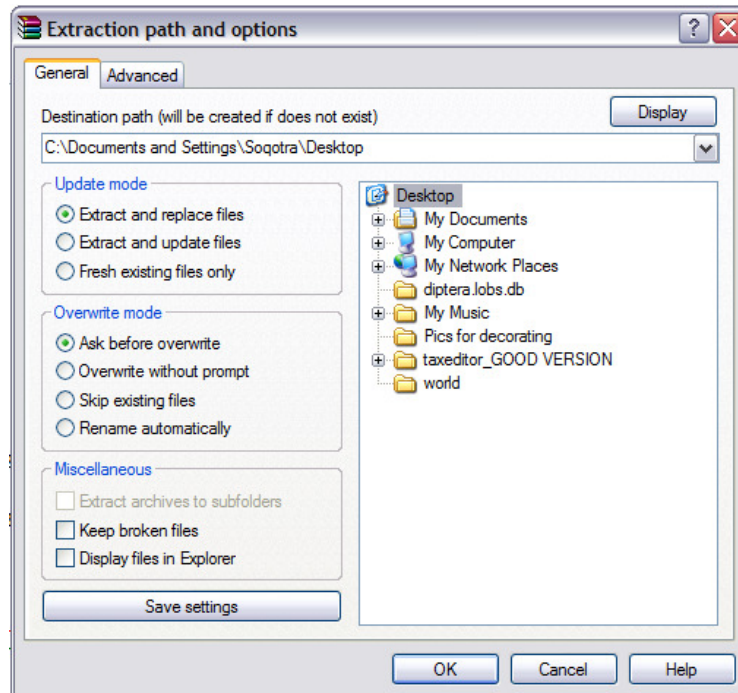 Extraction path and options
General
Advanced
Destination path (will be created if does not exist)
Display
C:\Documents and Settings\Soqotra\Desktop
Update mode
Extract and replace files
Extract and update files
Fresh existing files only
Overwrite mode
Ask before overwrite
Overwrite without prompt
Skip existing files
Rename automatically
Miscellaneous
Extract archives to subfolders
Keep broken files
Display files in Explorer
Save settings
Desktop
My Documents
My Computer
My Network Places
diptera.lobs.db
My Music
Pics for decorating
taxeditor_GOOD VERSION
world
OK
Cancel
Help